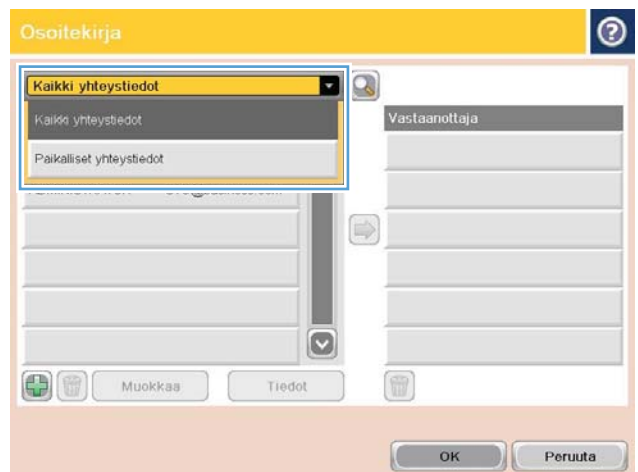 Osoitekirja
Kaikki yhteystiedot
Kaikki yhteystiedot
Paikalliset yhteystiedot
Vastaanottaja
Muokkaa
Tiedot
OK
Peruuta